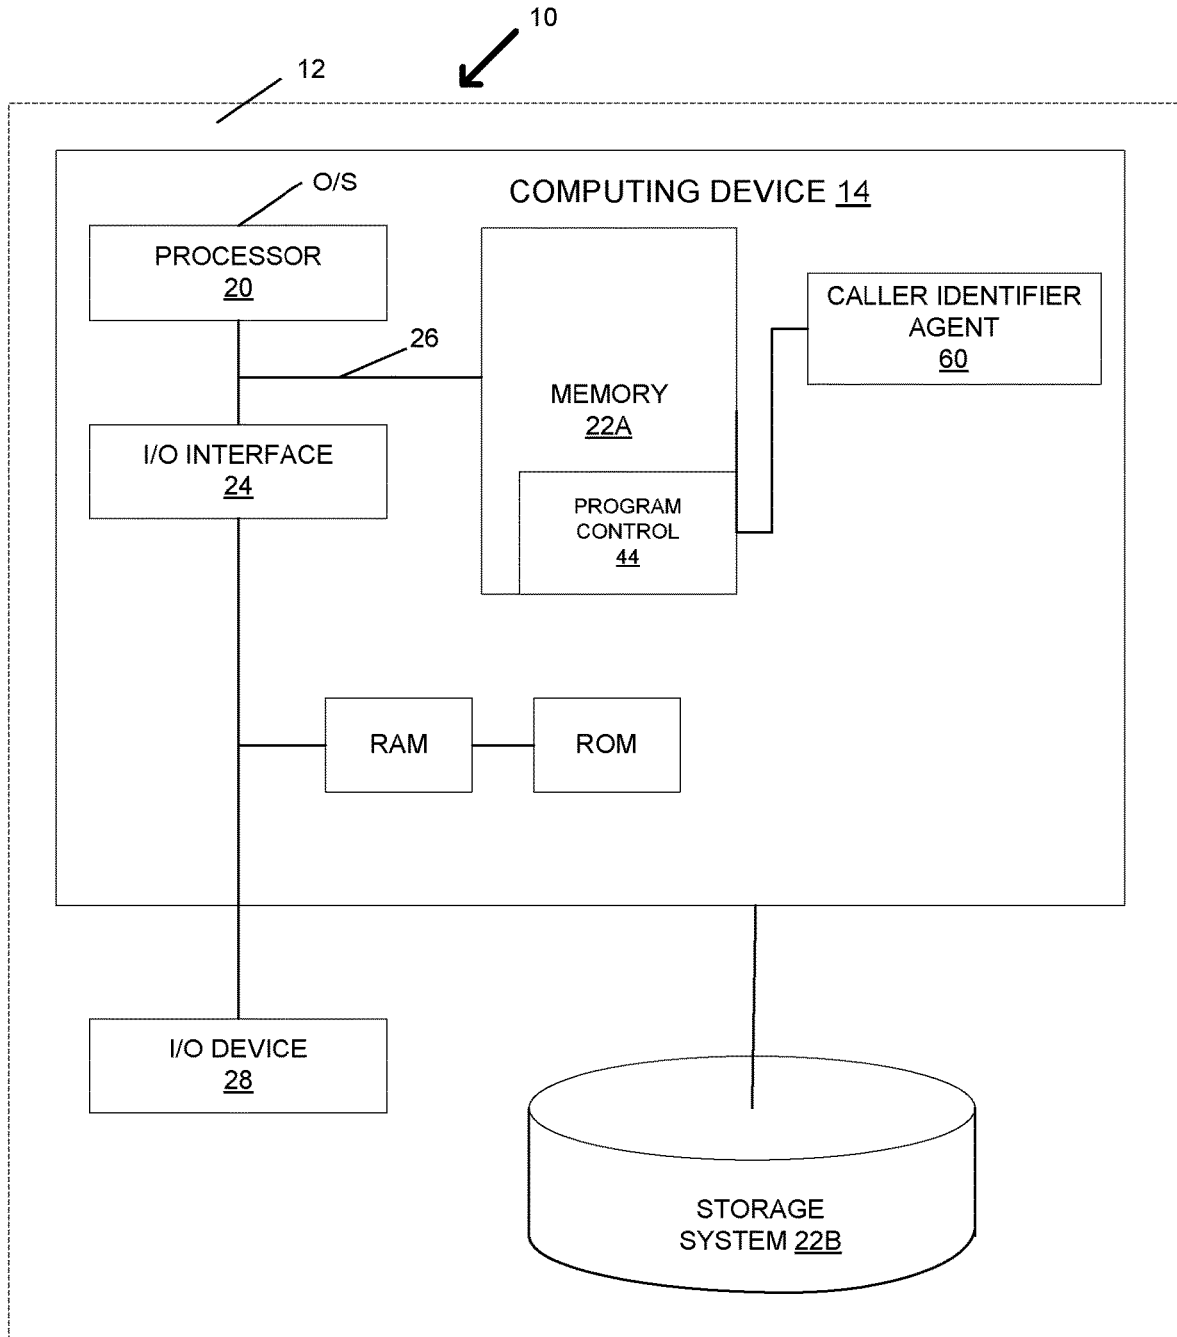 10
12
O/S
COMPUTING DEVICE 14
PROCESSOR
20
CALLER IDENTIFIER
AGENT
60
26
MEMORY
22A
I/O INTERFACE
24
PROGRAM
CONTROL
44
RAM
ROM
I/O DEVICE
28
STORAGE
SYSTEM 22B